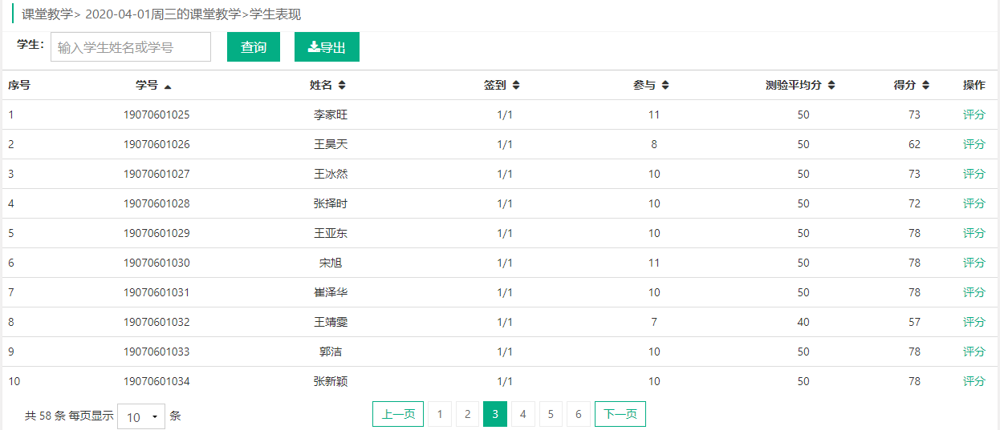 课堂教学> 2020-04-01周三的课堂教学>学生表现
学生: 输入学生姓名或学号 查询 导出
序号 学号 姓名 签到 参与 测验平均分 得分 操作
1 19070601025 李家旺 1/1 11 50 73 评分
2 19070601026 王昊天 1/1 8 50 62 评分
3 19070601027 王冰然 1/1 10 50 73 评分
4 19070601028 张择时 1/1 10 50 72 评分
5 19070601029 王亚东 1/1 10 50 78 评分
6 19070601030 宋旭 1/1 11 50 78 评分
7 19070601031 崔泽华 1/1 10 50 78 评分
8 19070601032 王靖雯 1/1 7 40 57 评分
9 19070601033 郭洁 1/1 10 50 78 评分
10 19070601034 张新颖 1/1 10 50 78 评分
共 58 条 每页显示 10 条 上一页 1 2 3 4 5 6 下一页